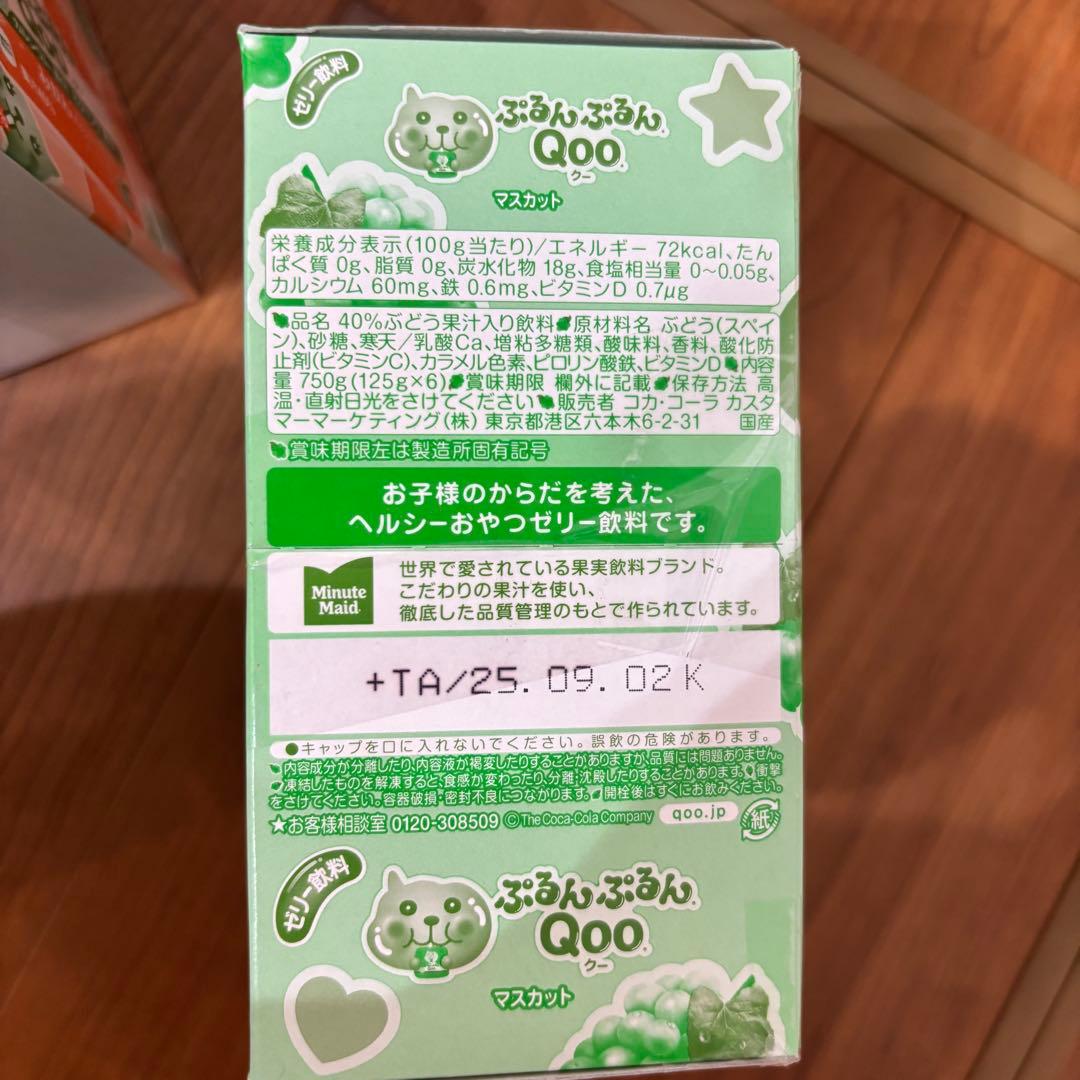 ゼリー飲料
ぷるんぷるん
Qoo
クー
マスカット
栄養成分表示(100g当たり)/エネルギー 72kcal、たん
ぱく質 0g、脂質 0g、炭水化物 18g、食塩相当量 0~0.05g、
カルシウム 60mg、鉄 0.6mg、ビタミンD 0.7μg
品名 40%ぶどう果汁入り飲料 原材料名 ぶどう(スペイ
ン)、砂糖、寒天/乳酸Ca、増粘多糖類、酸味料、香料、酸化防
止剤(ビタミンC)、カラメル色素、ピロリン酸鉄、ビタミンD 内容
量 750g(125g×6) 賞味期限 欄外に記載 保存方法 高
温・直射日光をさけてください 販売者 コカ・コーラ カスタ
マーマーケティング(株) 東京都港区六本木6-2-31 国産
賞味期限左は製造所固有記号
お子様のからだを考えた、
ヘルシーおやつゼリー飲料です。
Minute
Maid
世界で愛されている果実飲料ブランド。
こだわりの果汁を使い、
徹底した品質管理のもとで作られています。
+TA/25.09.02K
●キャップを口に入れないでください。誤飲の危険があります。
内容成分が分離したり、内容液が褐変したりすることがありますが、品質には問題ありません。
凍結したものを解凍すると、食感が変わったり、分離・沈殿したりすることがあります。 衝撃
をさけてください。容器破損・密封不良につながります。 開栓後はすぐにお飲みください。
★お客様相談室 0120-308509 ©The Coca-Cola Company qoo.jp 紙
ゼリー飲料
ぷるんぷるん
Qoo
クー
マスカット